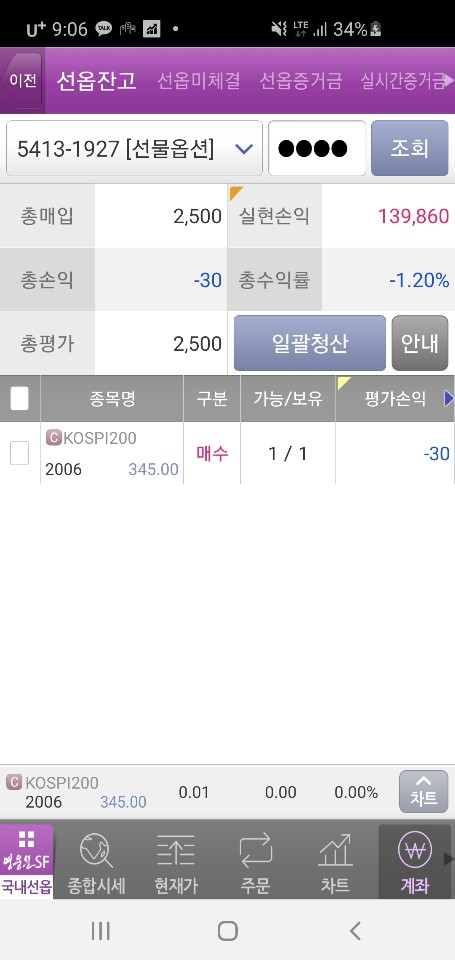 U+ 9:06 TALK LTE 34%
이전 선옵잔고 선옵미체결 선옵증거금 실시간증거금
5413-1927 [선물옵션] ●●●● 조회
총매입 2,500 실현손익 139,860
총손익 -30 총수익률 -1.20%
총평가 2,500 일괄청산 안내
종목명 구분 가능/보유 평가손익
C KOSPI200
2006 345.00 매수 1 / 1 -30
C KOSPI200
2006 345.00 0.01 0.00 0.00% 차트
영웅문SF
국내선옵 종합시세 현재가 주문 차트 계좌